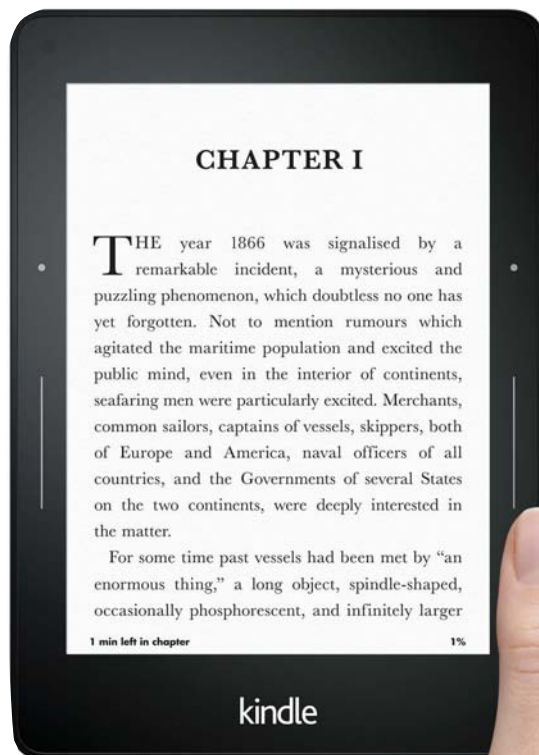 CHAPTER I
THE year 1866 was signalised by a
remarkable incident, a mysterious and
puzzling phenomenon, which doubtless no one has
yet forgotten. Not to mention rumours which
agitated the maritime population and excited the
public mind, even in the interior of continents,
seafaring men were particularly excited. Merchants,
common sailors, captains of vessels, skippers, both
of Europe and America, naval officers of all
countries, and the Governments of several States
on the two continents, were deeply interested in
the matter.
For some time past vessels had been met by “an
enormous thing,” a long object, spindle-shaped,
occasionally phosphorescent, and infinitely larger
1 min left in chapter 1%
kindle